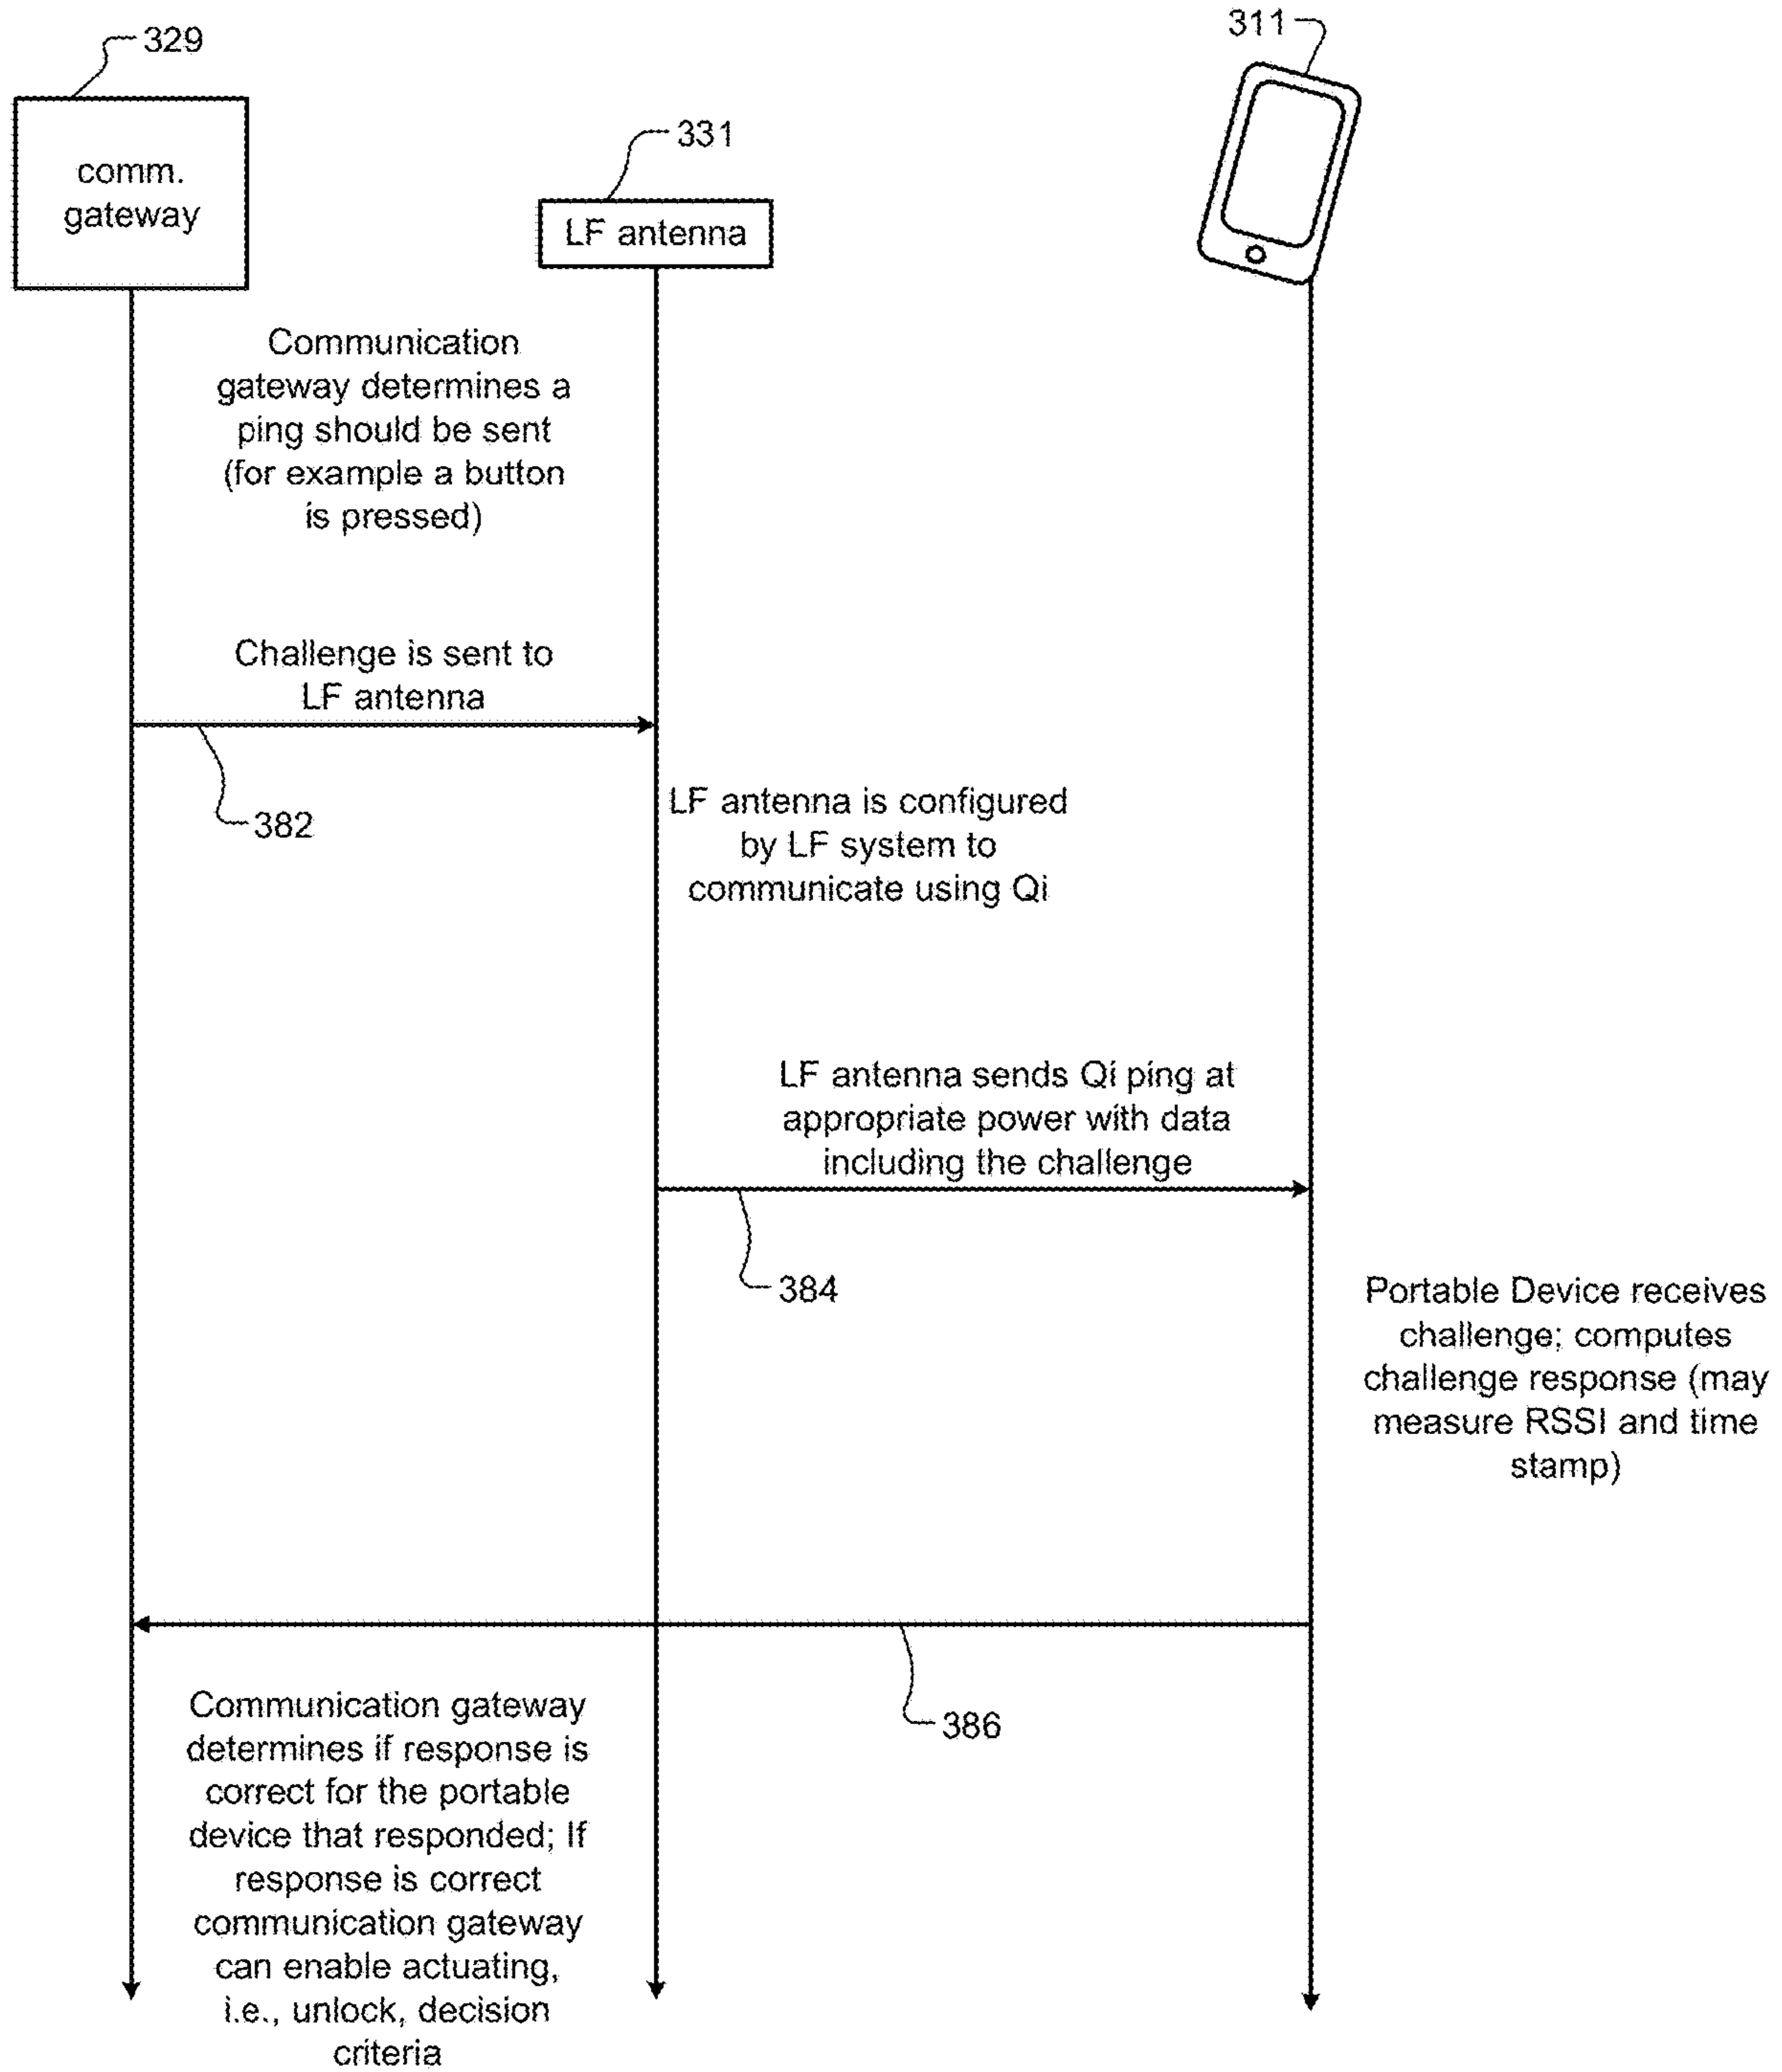 329
311
331
comm.
gateway
LF antenna
Communication
gateway determines a
ping should be sent
(for example a button
is pressed)
Challenge is sent to
LF antenna
382
LF antenna is configured
by LF system to
communicate using Qi
LF antenna sends Qi ping at
appropriate power with data
including the challenge
384
Portable Device receives
challenge; computes
challenge response (may
measure RSSI and time
stamp)
386
Communication gateway
determines if response is
correct for the portable
device that responded; If
response is correct
communication gateway
can enable actuating,
i.e., unlock, decision
criteria